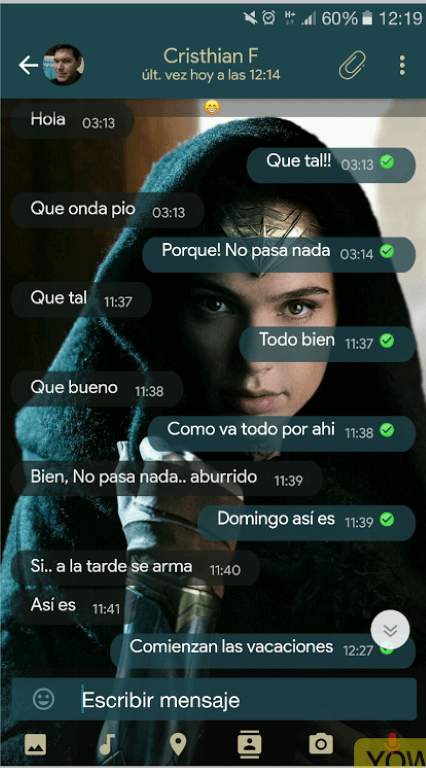 60% 12:19
Cristhian F
últ. vez hoy a las 12:14
Hola 03:13
Que tal!! 03:13
Que onda pio 03:13
Porque! No pasa nada 03:14
Que tal 11:37
Todo bien 11:37
Que bueno 11:38
Como va todo por ahi 11:38
Bien, No pasa nada.. aburrido 11:39
Domingo así es 11:39
Si.. a la tarde se arma 11:40
Así es 11:41
Comienzan las vacaciones 12:27
Escribir mensaje
YOW